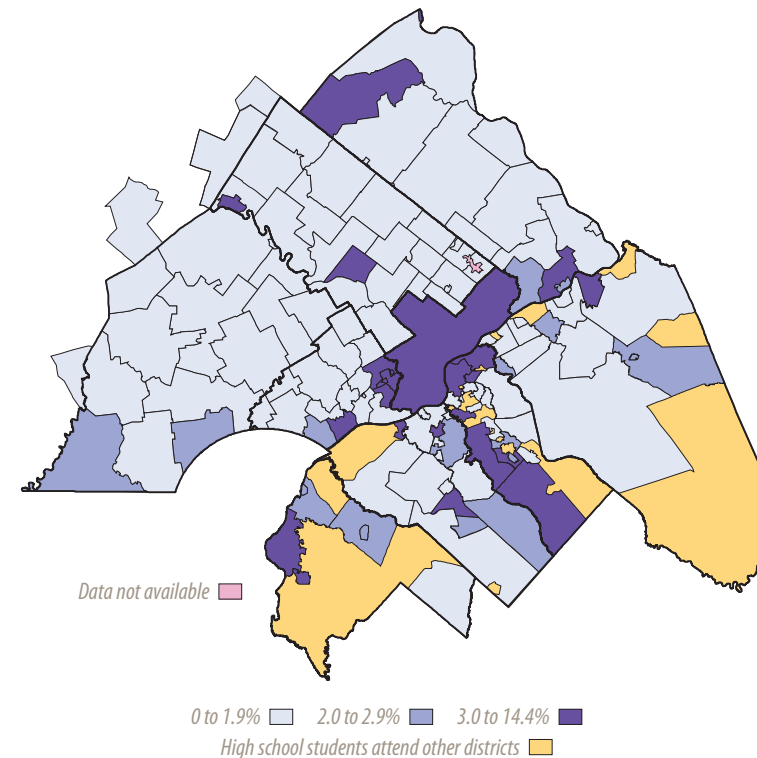 Data not available
0 to 1.9% 2.0 to 2.9% 3.0 to 14.4%
High school students attend other districts